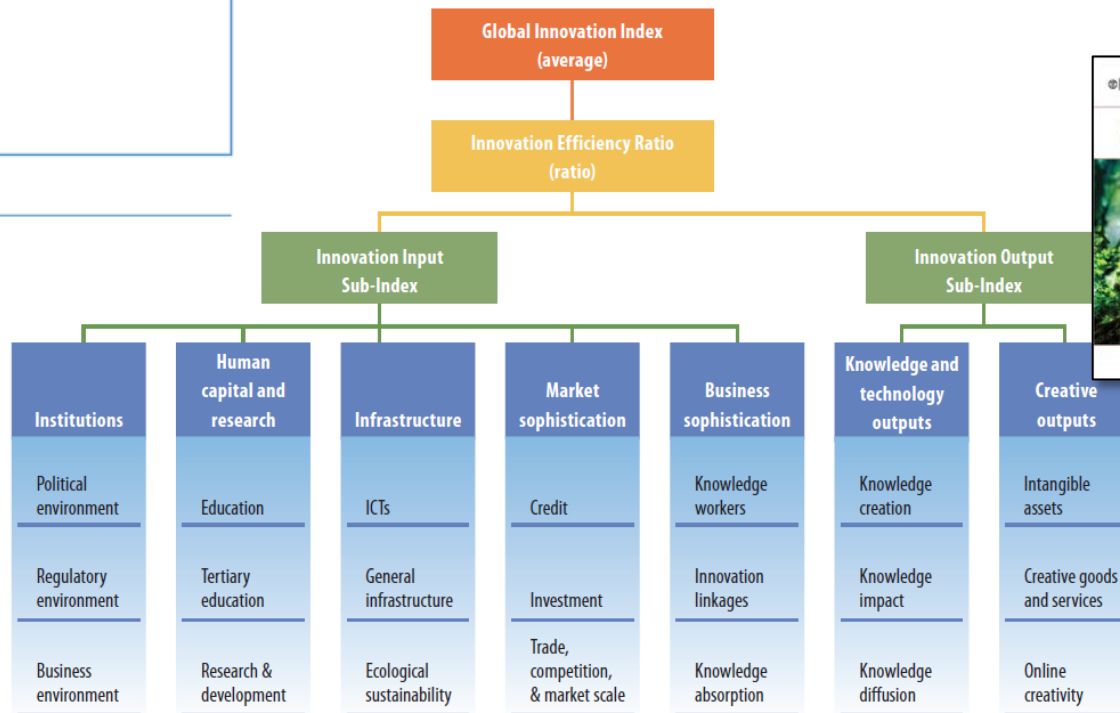 Global Innovation Index
(average)
Innovation Efficiency Ratio
(ratio)
Innovation Input
Sub-Index
Innovation Output
Sub-Index
Institutions
Human
capital and
research
Infrastructure
Market
sophistication
Business
sophistication
Knowledge and
technology
outputs
Creative
outputs
Political
environment
Education
ICTs
Credit
Knowledge
workers
Knowledge
creation
Intangible
assets
Regulatory
environment
Tertiary
education
General
infrastructure
Investment
Innovation
linkages
Knowledge
impact
Creative goods
and services
Business
environment
Research &
development
Ecological
sustainability
Trade,
competition,
& market scale
Knowledge
absorption
Knowledge
diffusion
Online
creativity